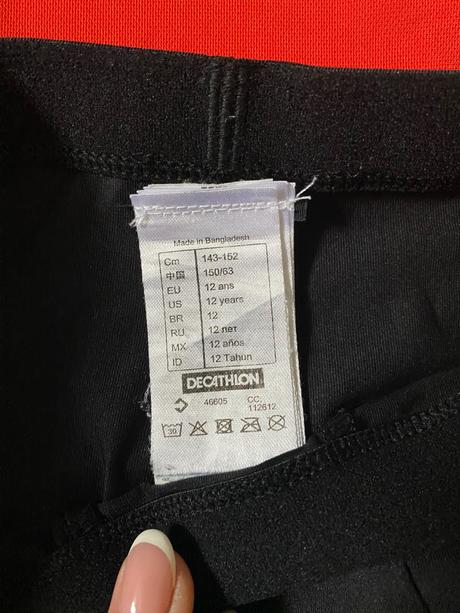 Made in Bangladesh
Cm 143-152
中国 150/63
EU 12 ans
US 12 years
BR 12
RU 12 лет
MX 12 años
ID 12 Tahun
DECATHLON
46605 CC.
112612
30